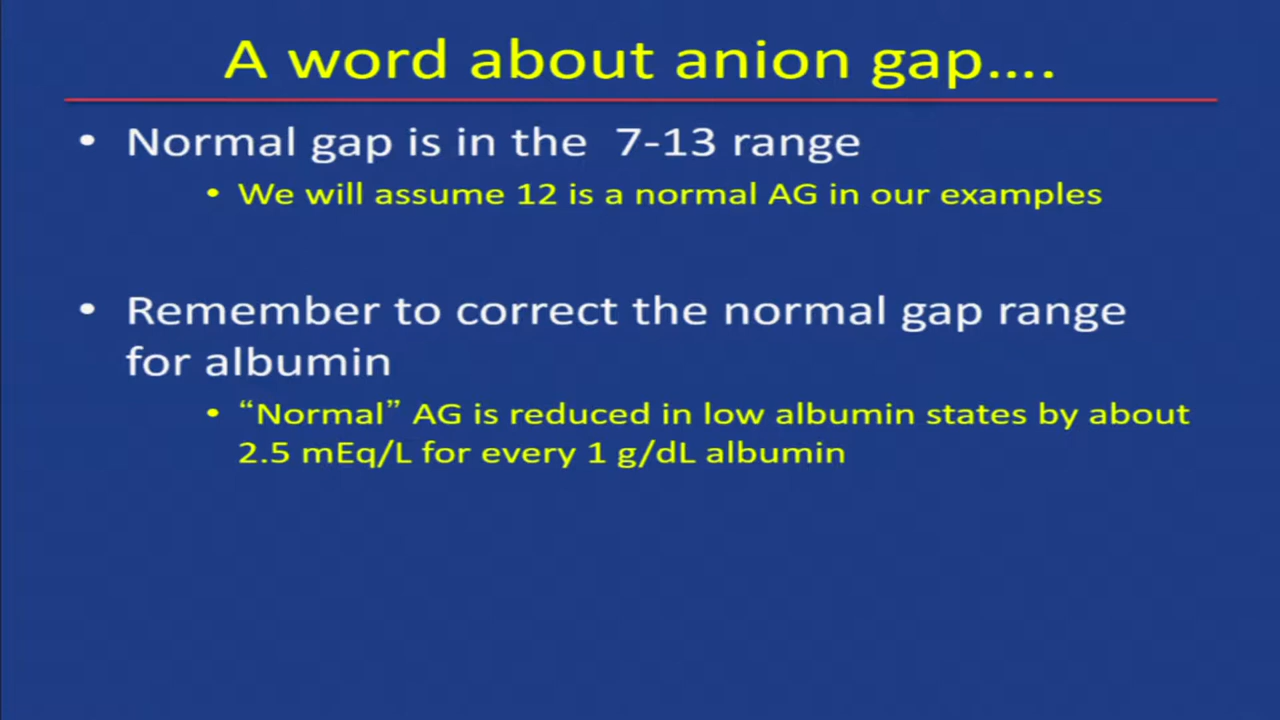 A word about anion gap....
• Normal gap is in the 7-13 range
• We will assume 12 is a normal AG in our examples
• Remember to correct the normal gap range
for albumin
• “Normal” AG is reduced in low albumin states by about
2.5 mEq/L for every 1 g/dL albumin